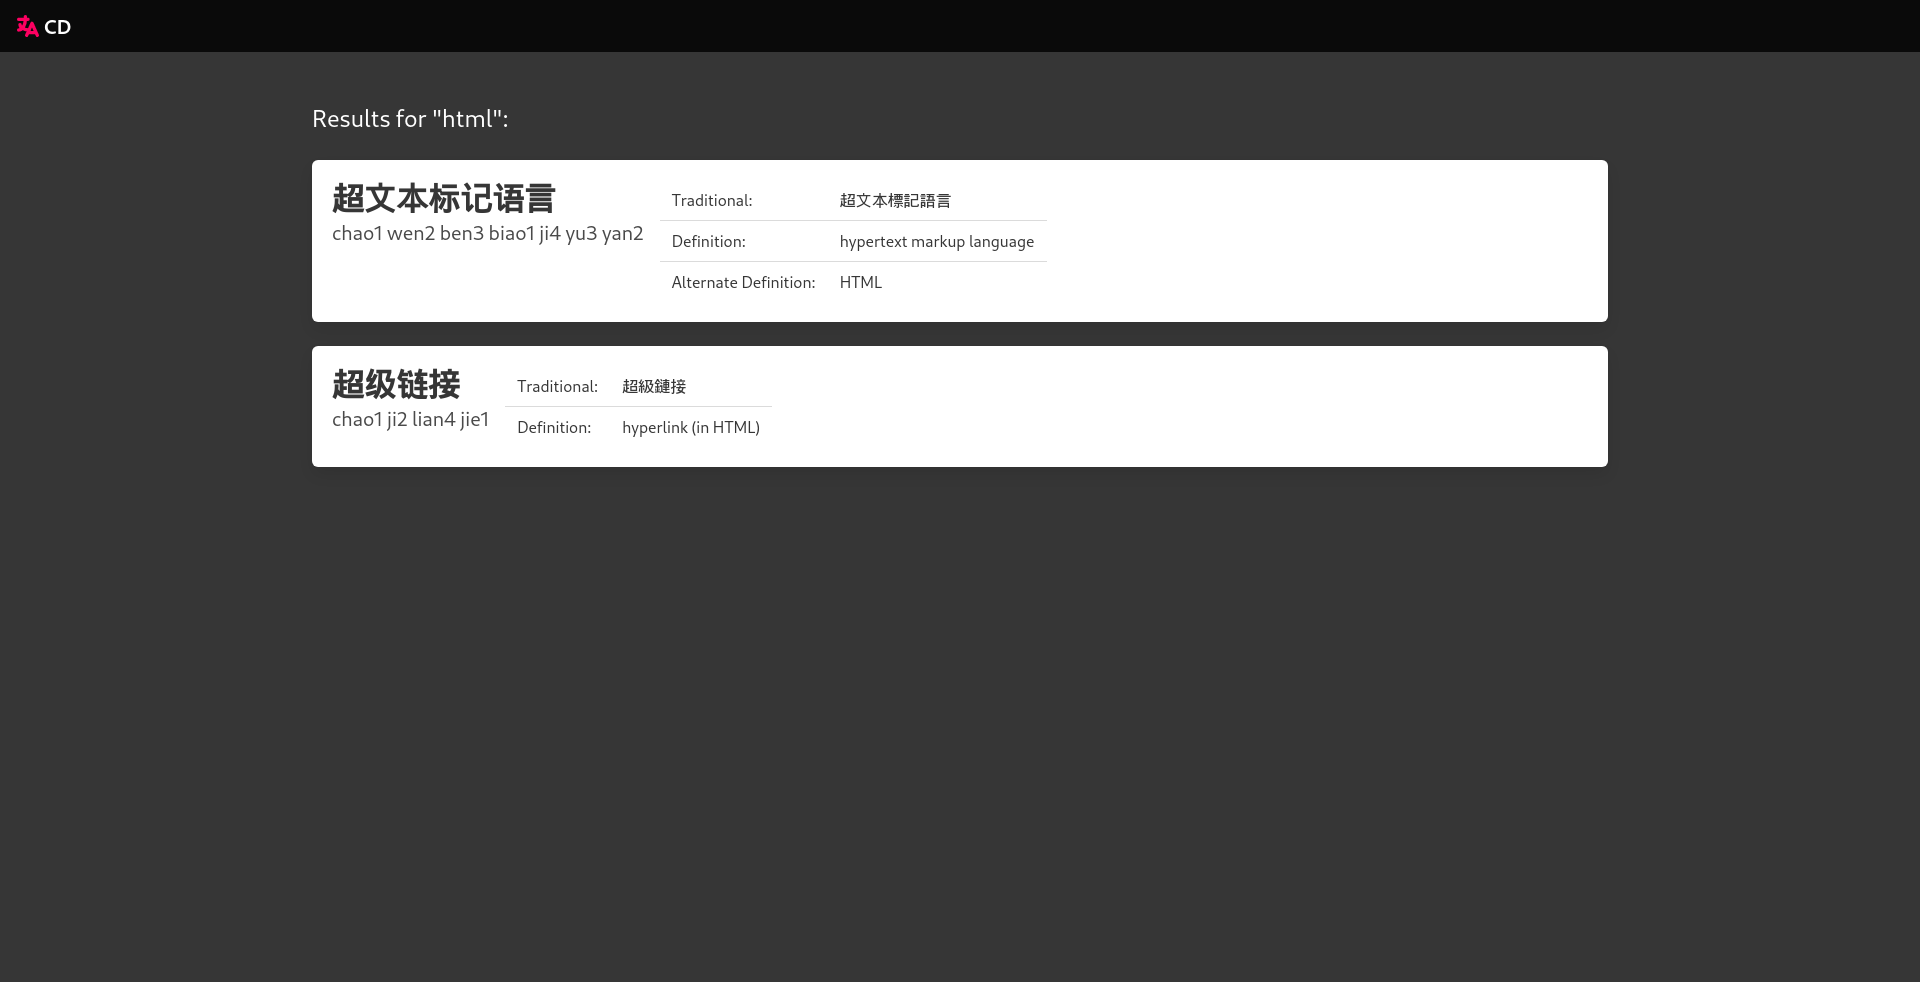 CD
Results for "html":
超文本标记语言
chao1 wen2 ben3 biao1 ji4 yu3 yan2
Traditional: 超文本標記語言
Definition: hypertext markup language
Alternate Definition: HTML
超级链接
chao1 ji2 lian4 jie1
Traditional: 超級鏈接
Definition: hyperlink (in HTML)